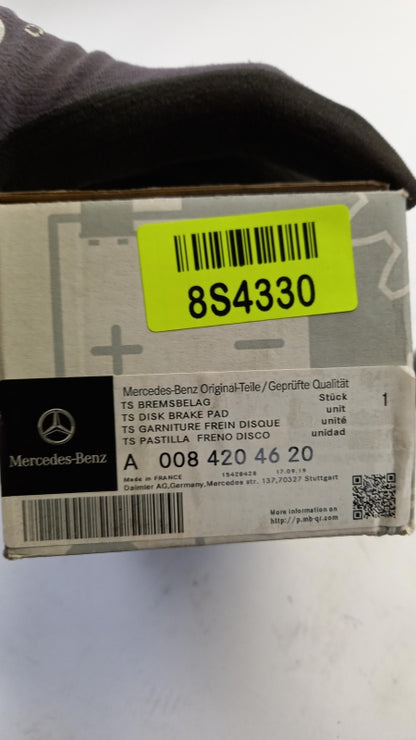 8S4330
Mercedes-Benz Original-Teile/Geprüfte Qualität
TS BREMSBELAG Stück 1
TS DISK BRAKE PAD unit
TS GARNITURE FREIN DISQUE unité
TS PASTILLA FRENO DISCO unidad
Mercedes-Benz
A 008 420 46 20
Made in FRANCE 15428428 17.09.19
Daimler AG,Germany,Mercedes str. 137,70327 Stuttgart
More information on
http://p.mb-qr.com